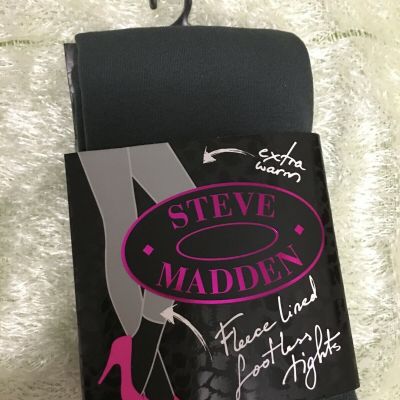 extra
warm
STEVE
MADDEN
Fleece lined
footless
tights